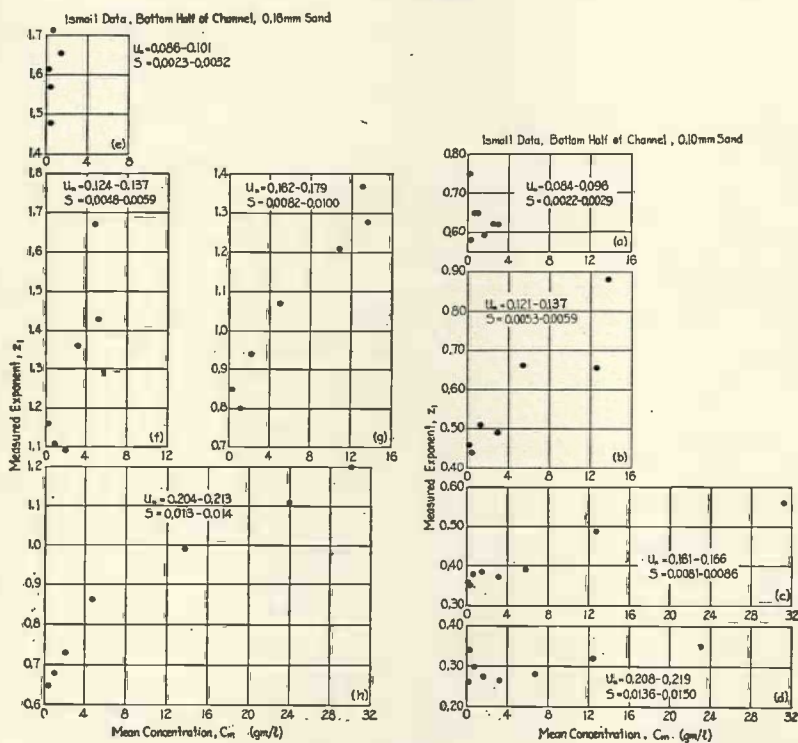 Ismail Data, Bottom Half of Channel, 0.16mm Sand
1.7
1.6
1.5
1.4
U* = 0.086-0.101
S = 0.0023-0.0052
(e)
0 4 8
1.8
1.7
1.6
1.5
1.4
1.3
1.2
1.1
U* = 0.124-0.137
S = 0.0048-0.0059
(f)
0 4 8 12
1.4
1.3
1.2
1.1
1.0
0.9
0.8
0.7
U* = 0.162-0.179
S = 0.0082-0.0100
(g)
0 4 8 12 16
Measured Exponent, z₁
1.2
1.1
1.0
0.9
0.8
0.7
0.6
U* = 0.204-0.213
S = 0.013-0.014
(h)
0 4 8 12 16 20 24 28 32
Mean Concentration, Cm (gm/l)
Ismail Data, Bottom Half of Channel, 0.10mm Sand
0.80
0.70
0.60
U* = 0.084-0.096
S = 0.0022-0.0029
(a)
0 4 8 12 16
0.90
0.80
0.70
0.60
0.50
0.40
U* = 0.121-0.137
S = 0.0053-0.0059
(b)
0 4 8 12 16
Measured Exponent, z₁
0.60
0.50
0.40
0.30
U* = 0.161-0.166
S = 0.0081-0.0086
(c)
0 4 8 12 16 20 24 28 32
0.40
0.30
0.20
U* = 0.208-0.219
S = 0.0136-0.0150
(d)
0 4 8 12 16 20 24 28 32
Mean Concentration, Cm (gm/l)